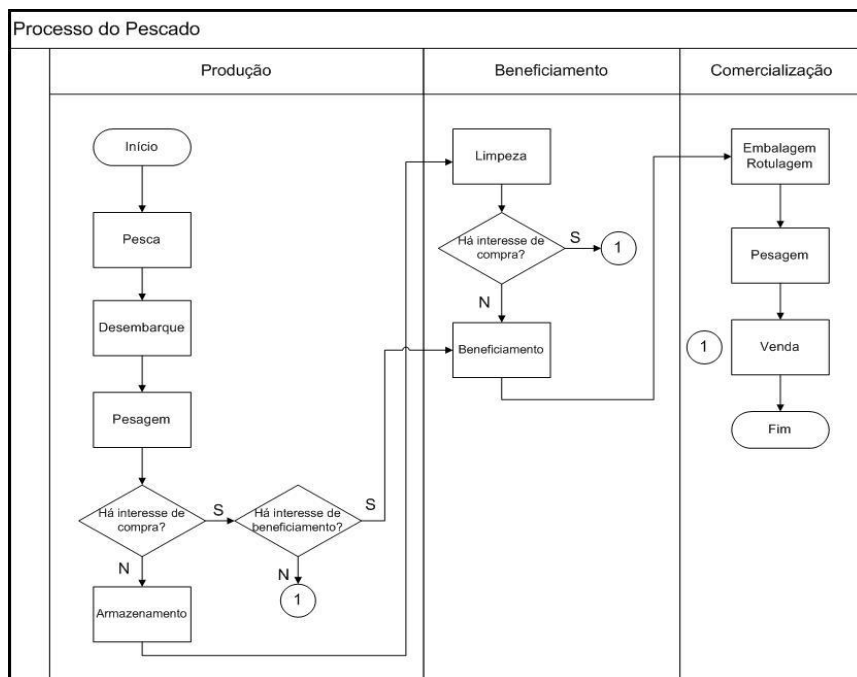 Processo do Pescado
Produção
Beneficiamento
Comercialização
Início
Pesca
Desembarque
Pesagem
Há interesse de
compra?
S
Há interesse de
beneficiamento?
S
N
N
1
Armazenamento
Limpeza
Há interesse de
compra?
S
1
N
Beneficiamento
Embalagem
Rotulagem
Pesagem
1
Venda
Fim